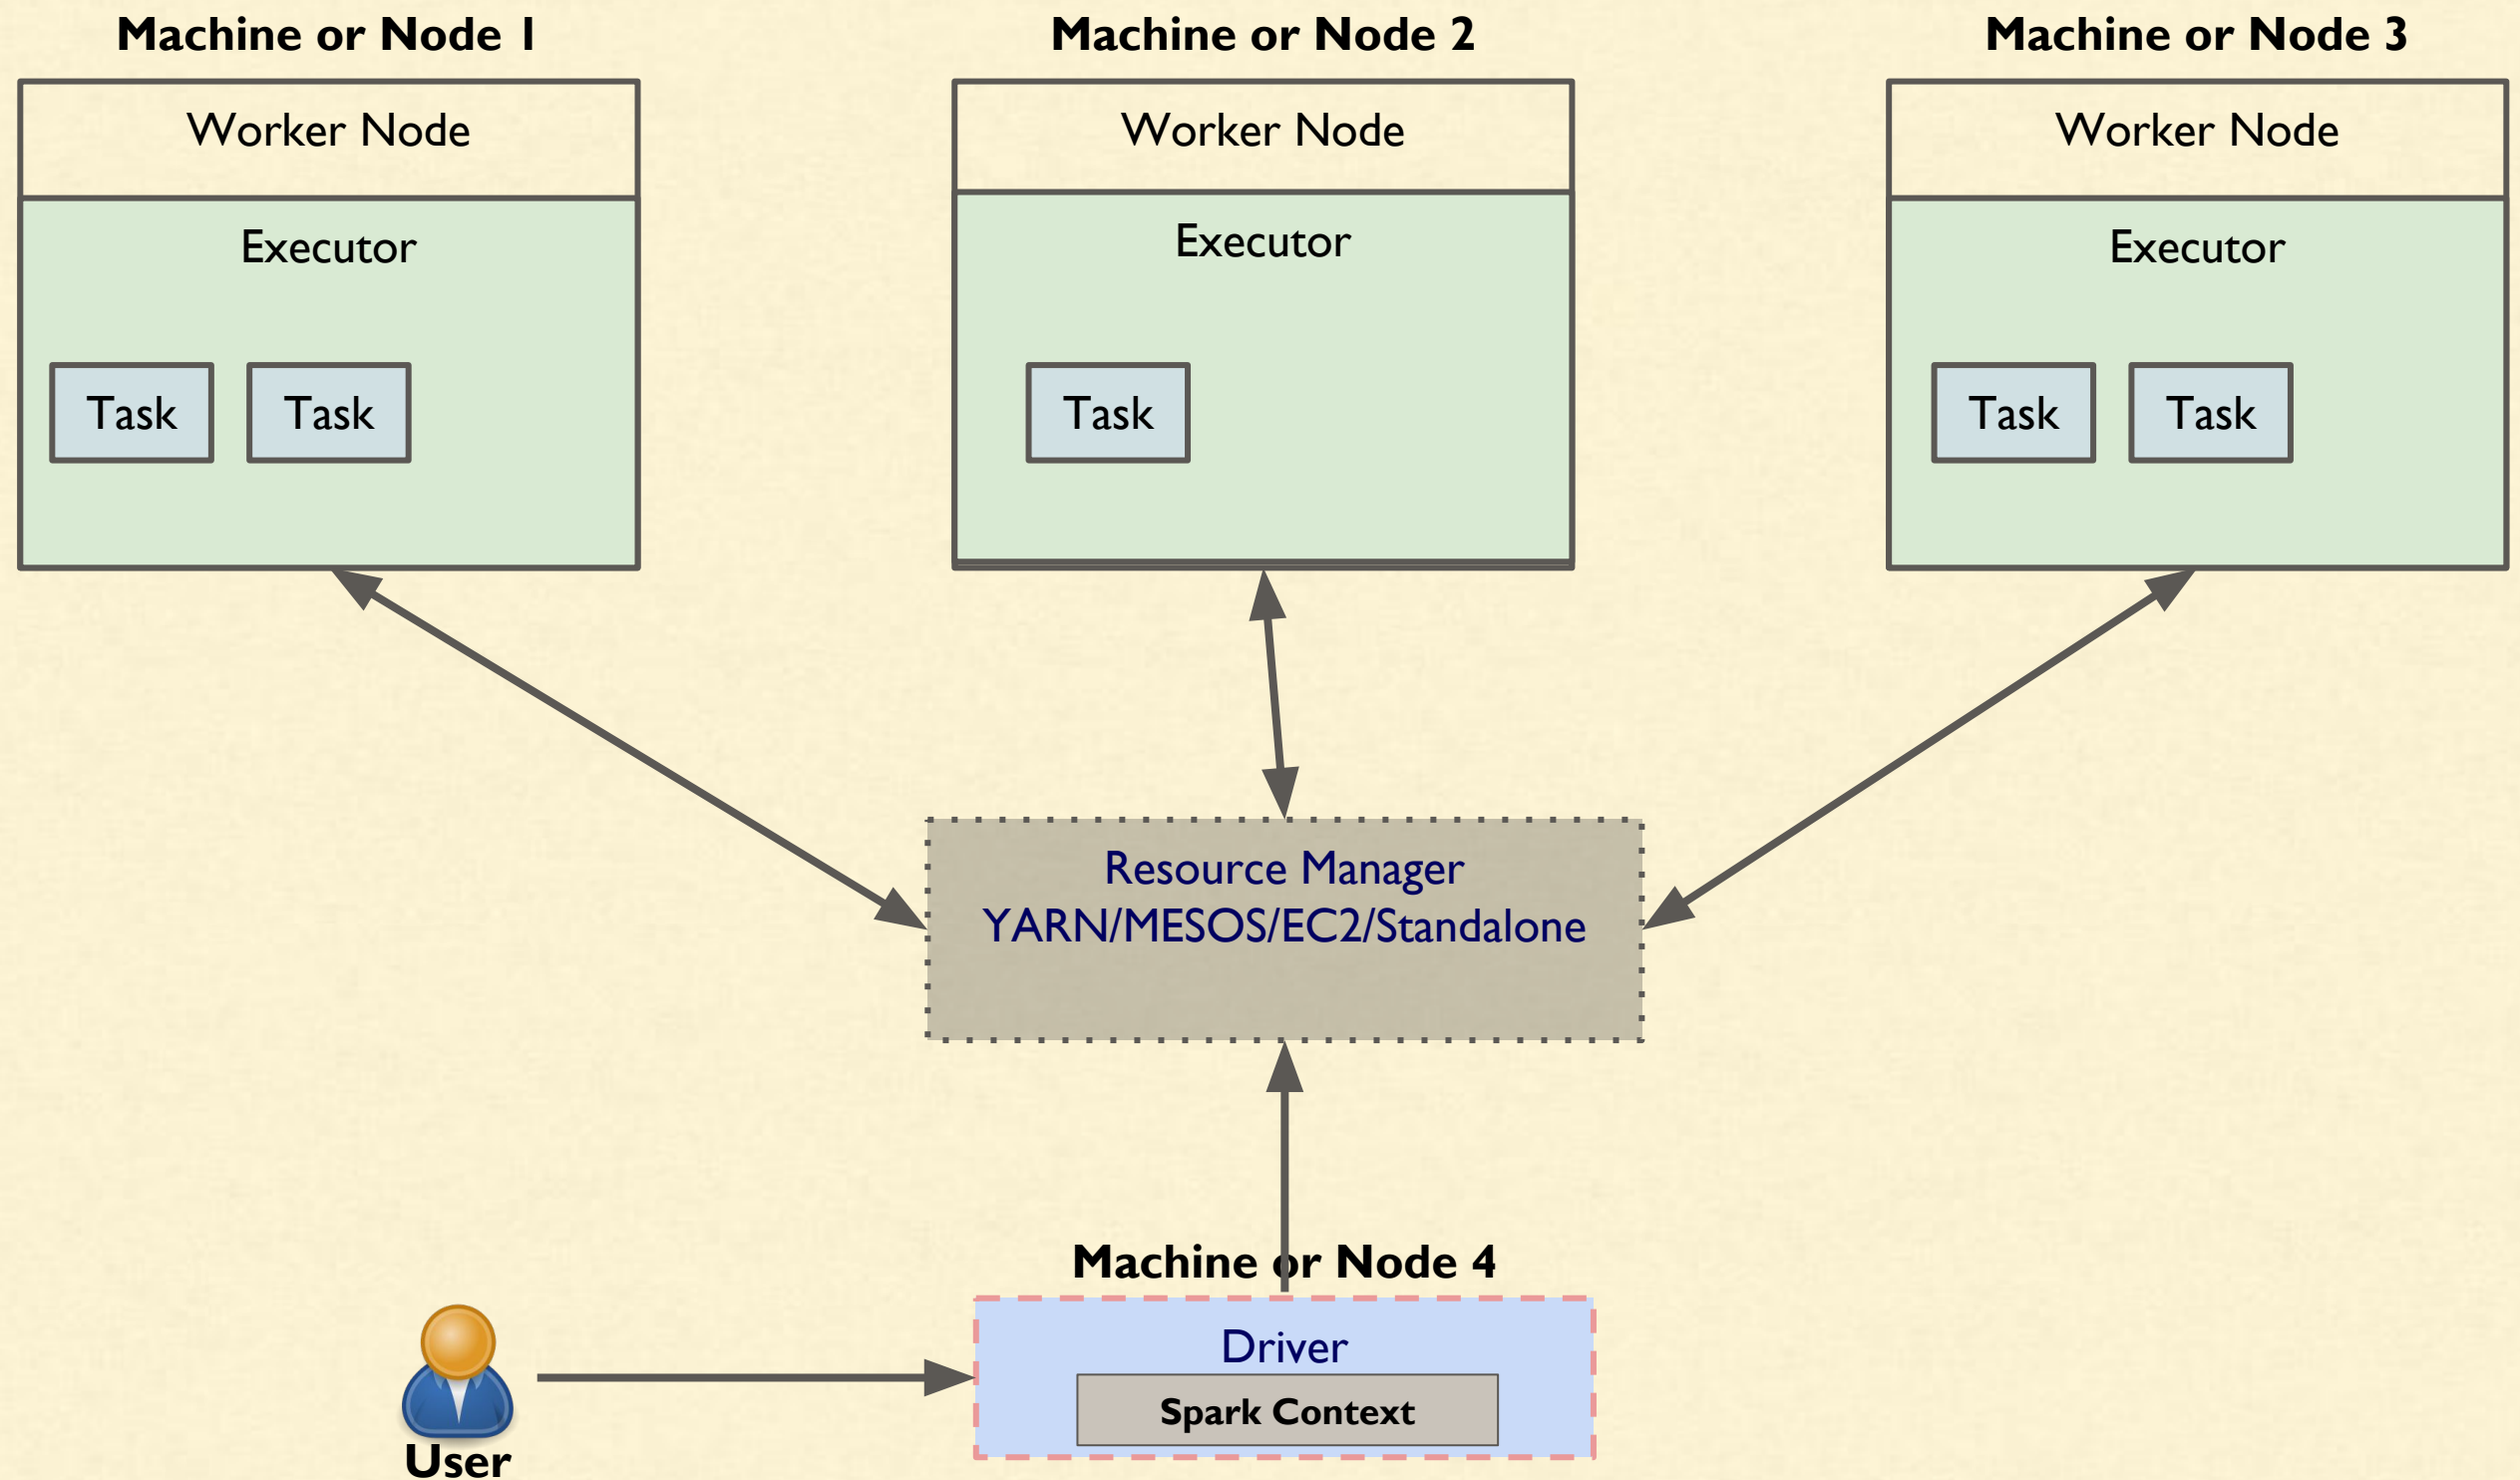 Machine or Node 1
Machine or Node 2
Machine or Node 3
Worker Node
Worker Node
Worker Node
Executor
Executor
Executor
Task
Task
Task
Task
Task
Resource Manager
YARN/MESOS/EC2/Standalone
Machine or Node 4
Driver
Spark Context
User